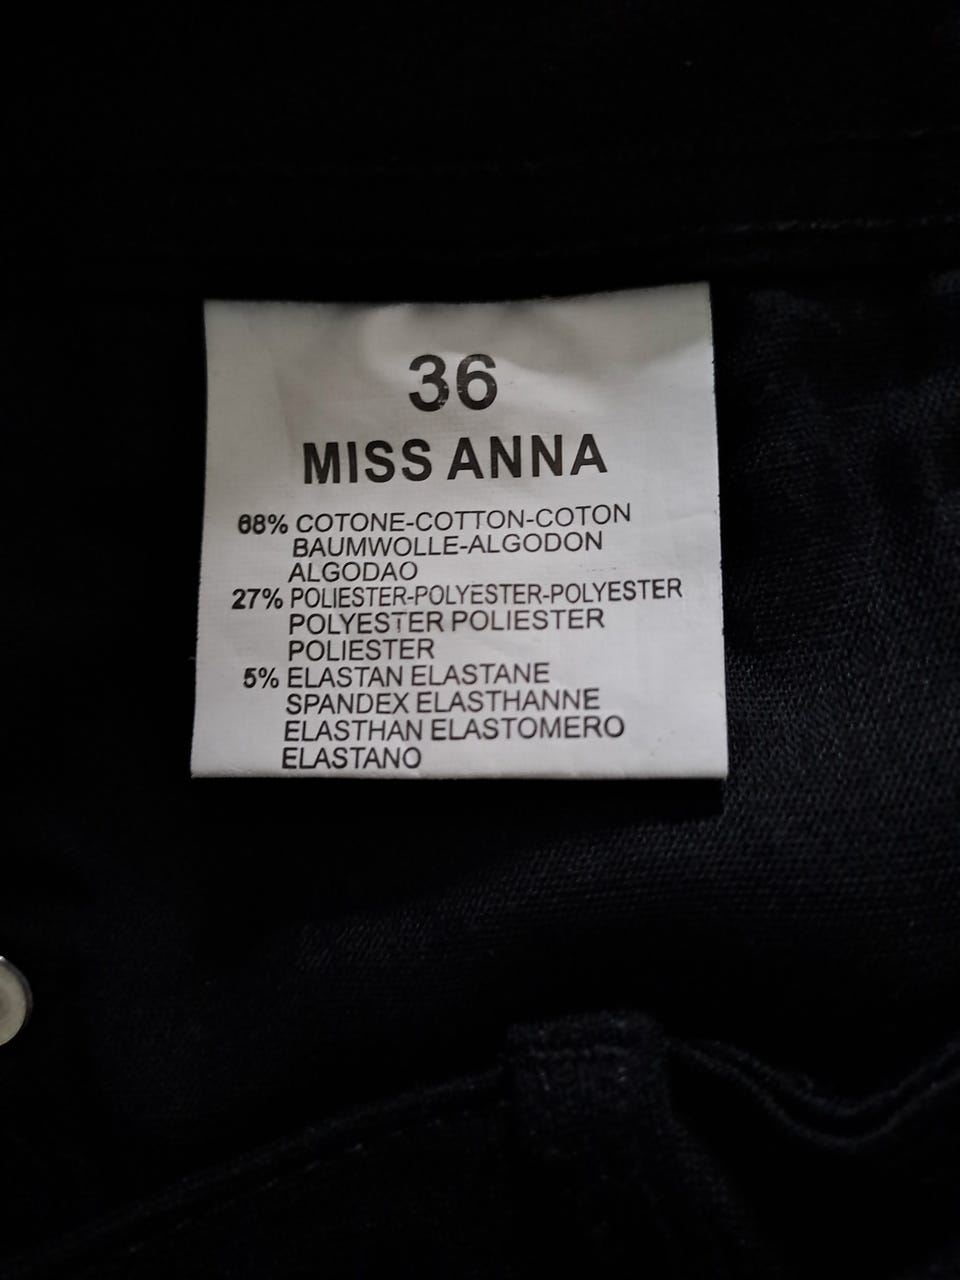 36
MISS ANNA
68% COTONE-COTTON-COTON
BAUMWOLLE-ALGODON
ALGODAO
27% POLIESTER-POLYESTER-POLYESTER
POLYESTER POLIESTER
POLIESTER
5% ELASTAN ELASTANE
SPANDEX ELASTHANNE
ELASTHAN ELASTOMERO
ELASTANO